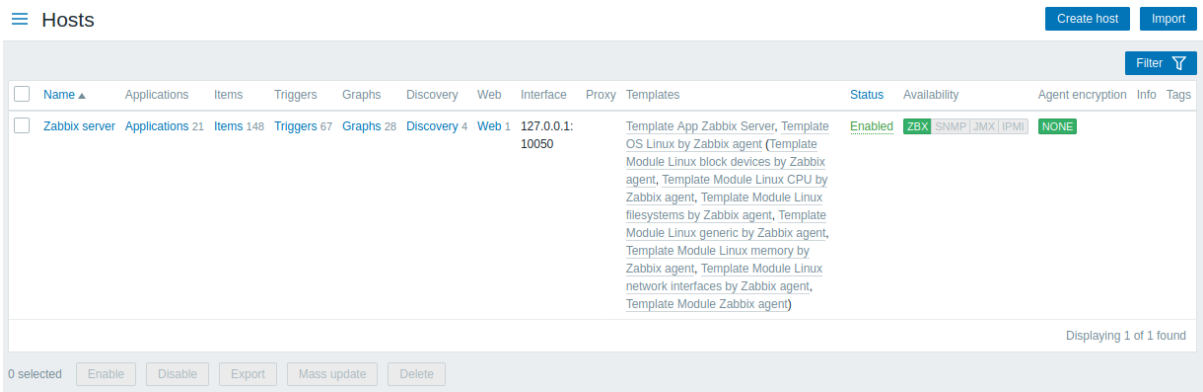 Hosts
Create host
Import
Filter
Name Applications Items Triggers Graphs Discovery Web Interface Proxy Templates Status Availability Agent encryption Info Tags
Zabbix server Applications 21 Items 148 Triggers 67 Graphs 28 Discovery 4 Web 1 127.0.0.1: Template App Zabbix Server, Template Enabled ZBX SNMP JMX IPMI NONE
10050 OS Linux by Zabbix agent (Template
Module Linux block devices by Zabbix
agent, Template Module Linux CPU by
Zabbix agent, Template Module Linux
filesystems by Zabbix agent, Template
Module Linux generic by Zabbix agent,
Template Module Linux memory by
Zabbix agent, Template Module Linux
network interfaces by Zabbix agent,
Template Module Zabbix agent)
Displaying 1 of 1 found
0 selected Enable Disable Export Mass update Delete